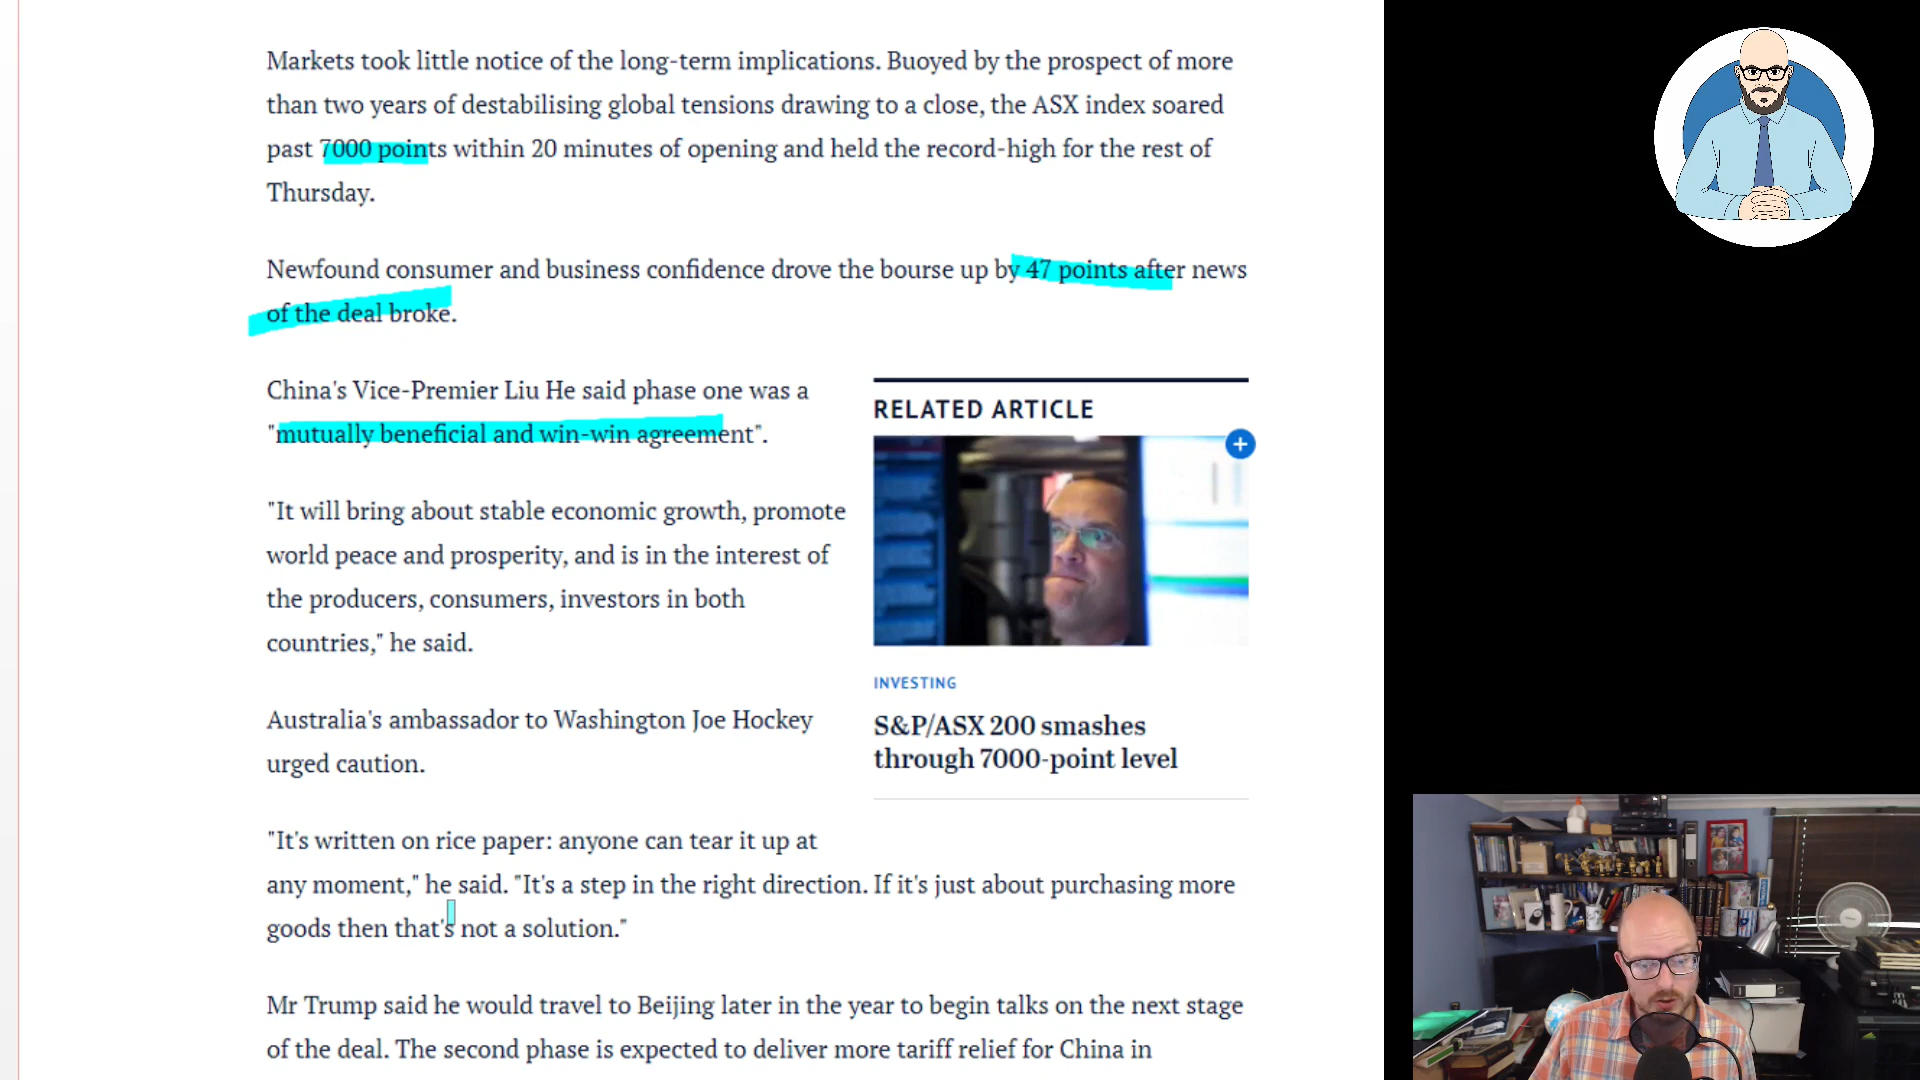 Markets took little notice of the long-term implications. Buoyed by the prospect of more
than two years of destabilising global tensions drawing to a close, the ASX index soared
past 7000 points within 20 minutes of opening and held the record-high for the rest of
Thursday.
Newfound consumer and business confidence drove the bourse up by 47 points after news
of the deal broke.
China's Vice-Premier Liu He said phase one was a
"mutually beneficial and win-win agreement".
"It will bring about stable economic growth, promote
world peace and prosperity, and is in the interest of
the producers, consumers, investors in both
countries," he said.
Australia's ambassador to Washington Joe Hockey
urged caution.
RELATED ARTICLE
INVESTING
S&P/ASX 200 smashes
through 7000-point level
"It's written on rice paper: anyone can tear it up at
any moment," he said. "It's a step in the right direction. If it's just about purchasing more
goods then that's not a solution."
Mr Trump said he would travel to Beijing later in the year to begin talks on the next stage
of the deal. The second phase is expected to deliver more tariff relief for China in